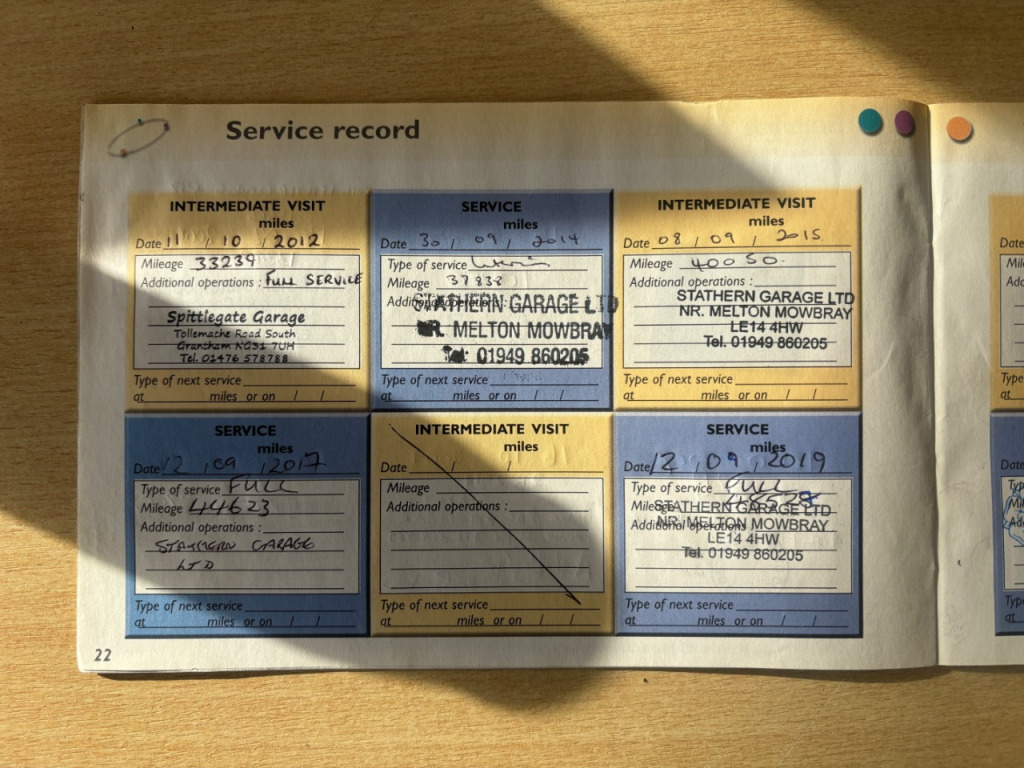 Service record
INTERMEDIATE VISIT
miles
Date 11 / 10 / 2012
Mileage 33239
Additional operations : FULL SERVICE
Spittlegate Garage
Tollemache Road South
Grantham NG31 7UH
Tel. 01476 578788
Type of next service
at miles or on / /
SERVICE
miles
Date 30 / 09 / 2014
Type of service
Mileage 37838
Additional operations :
STATHERN GARAGE LTD
NR. MELTON MOWBRAY
Tel. 01949 860205
Type of next service
at miles or on / /
INTERMEDIATE VISIT
miles
Date 08 / 09 / 2015
Mileage 40050
Additional operations :
STATHERN GARAGE LTD
NR. MELTON MOWBRAY
LE14 4HW
Tel. 01949 860205
Type of next service
at miles or on / /
SERVICE
miles
Date 12 / 09 / 2017
Type of service FULL
Mileage 44623
Additional operations :
STATHERN GARAGE
LTD
Type of next service
at miles or on / /
INTERMEDIATE VISIT
miles
Date / /
Mileage
Additional operations :
Type of next service
at miles or on / /
SERVICE
miles
Date 12 / 09 / 2019
Type of service FULL
Mileage
Additional operations
STATHERN GARAGE LTD
NR. MELTON MOWBRAY
LE14 4HW
Tel. 01949 860205
Type of next service
at miles or on / /
22